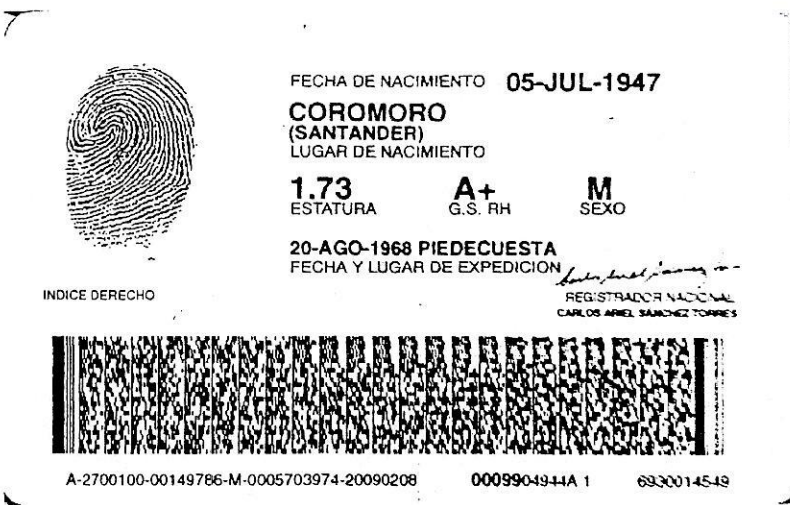 FECHA DE NACIMIENTO 05-JUL-1947
COROMORO
(SANTANDER)
LUGAR DE NACIMIENTO
1.73 A+ M
ESTATURA G.S. RH SEXO
20-AGO-1968 PIEDECUESTA
FECHA Y LUGAR DE EXPEDICION
INDICE DERECHO
REGISTRADOR NACIONAL
CARLOS ARIEL SANCHEZ TORRES
A-2700100-00149786-M-0005703974-20090208 0009904944A 1 6930014549